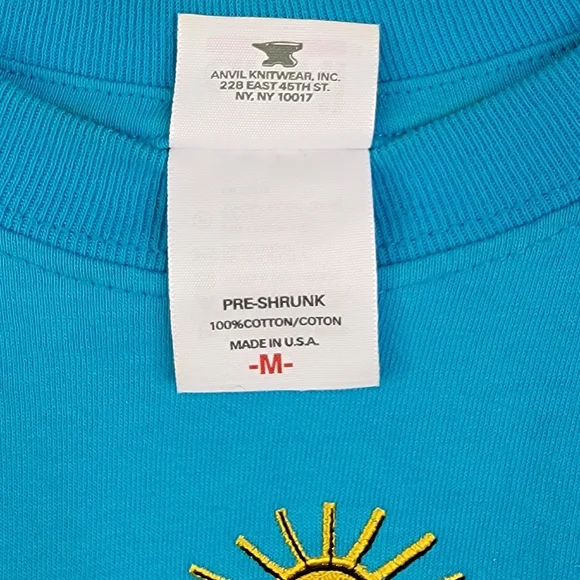 ANVIL KNITWEAR, INC.
228 EAST 45TH ST.
NY, NY 10017
PRE-SHRUNK
100%COTTON/COTON
MADE IN U.S.A.
-M-